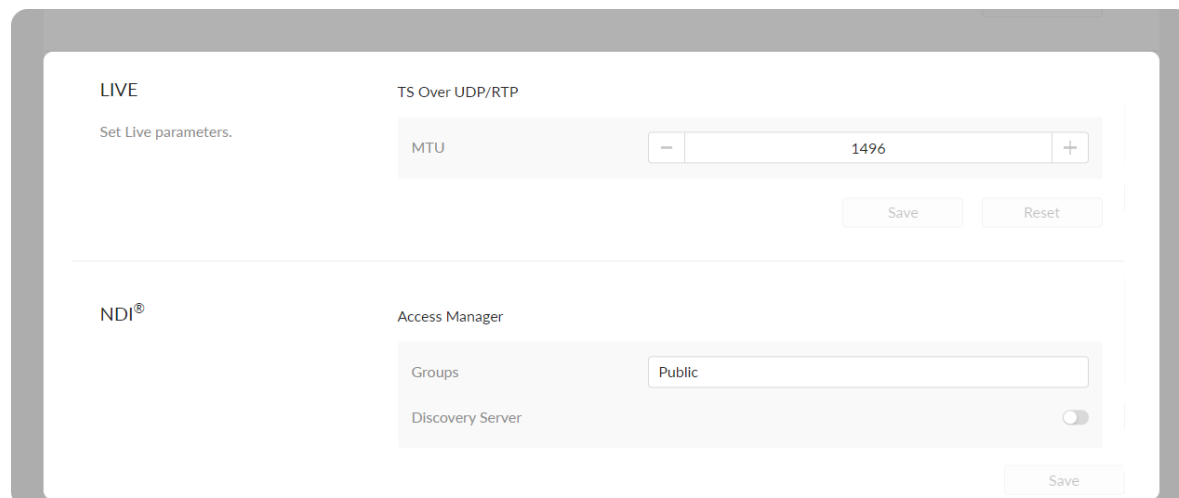 LIVE
TS Over UDP/RTP
Set Live parameters.
MTU
1496
Save
Reset
NDI®
Access Manager
Groups
Public
Discovery Server
Save